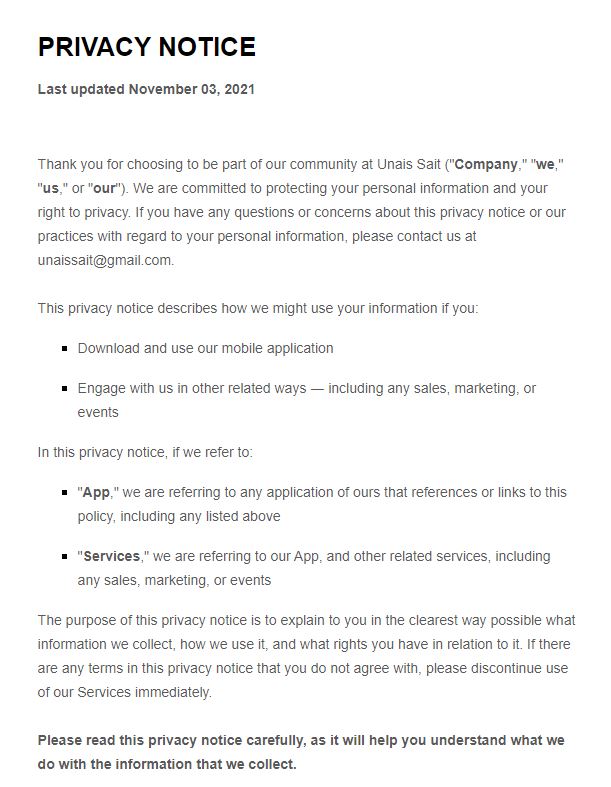 PRIVACY NOTICE
Last updated November 03, 2021
Thank you for choosing to be part of our community at Unais Sait ("Company," "we,"
"us," or "our"). We are committed to protecting your personal information and your
right to privacy. If you have any questions or concerns about this privacy notice or our
practices with regard to your personal information, please contact us at
unaissait@gmail.com.
This privacy notice describes how we might use your information if you:
Download and use our mobile application
Engage with us in other related ways — including any sales, marketing, or
events
In this privacy notice, if we refer to:
"App," we are referring to any application of ours that references or links to this
policy, including any listed above
"Services," we are referring to our App, and other related services, including
any sales, marketing, or events
The purpose of this privacy notice is to explain to you in the clearest way possible what
information we collect, how we use it, and what rights you have in relation to it. If there
are any terms in this privacy notice that you do not agree with, please discontinue use
of our Services immediately.
Please read this privacy notice carefully, as it will help you understand what we
do with the information that we collect.